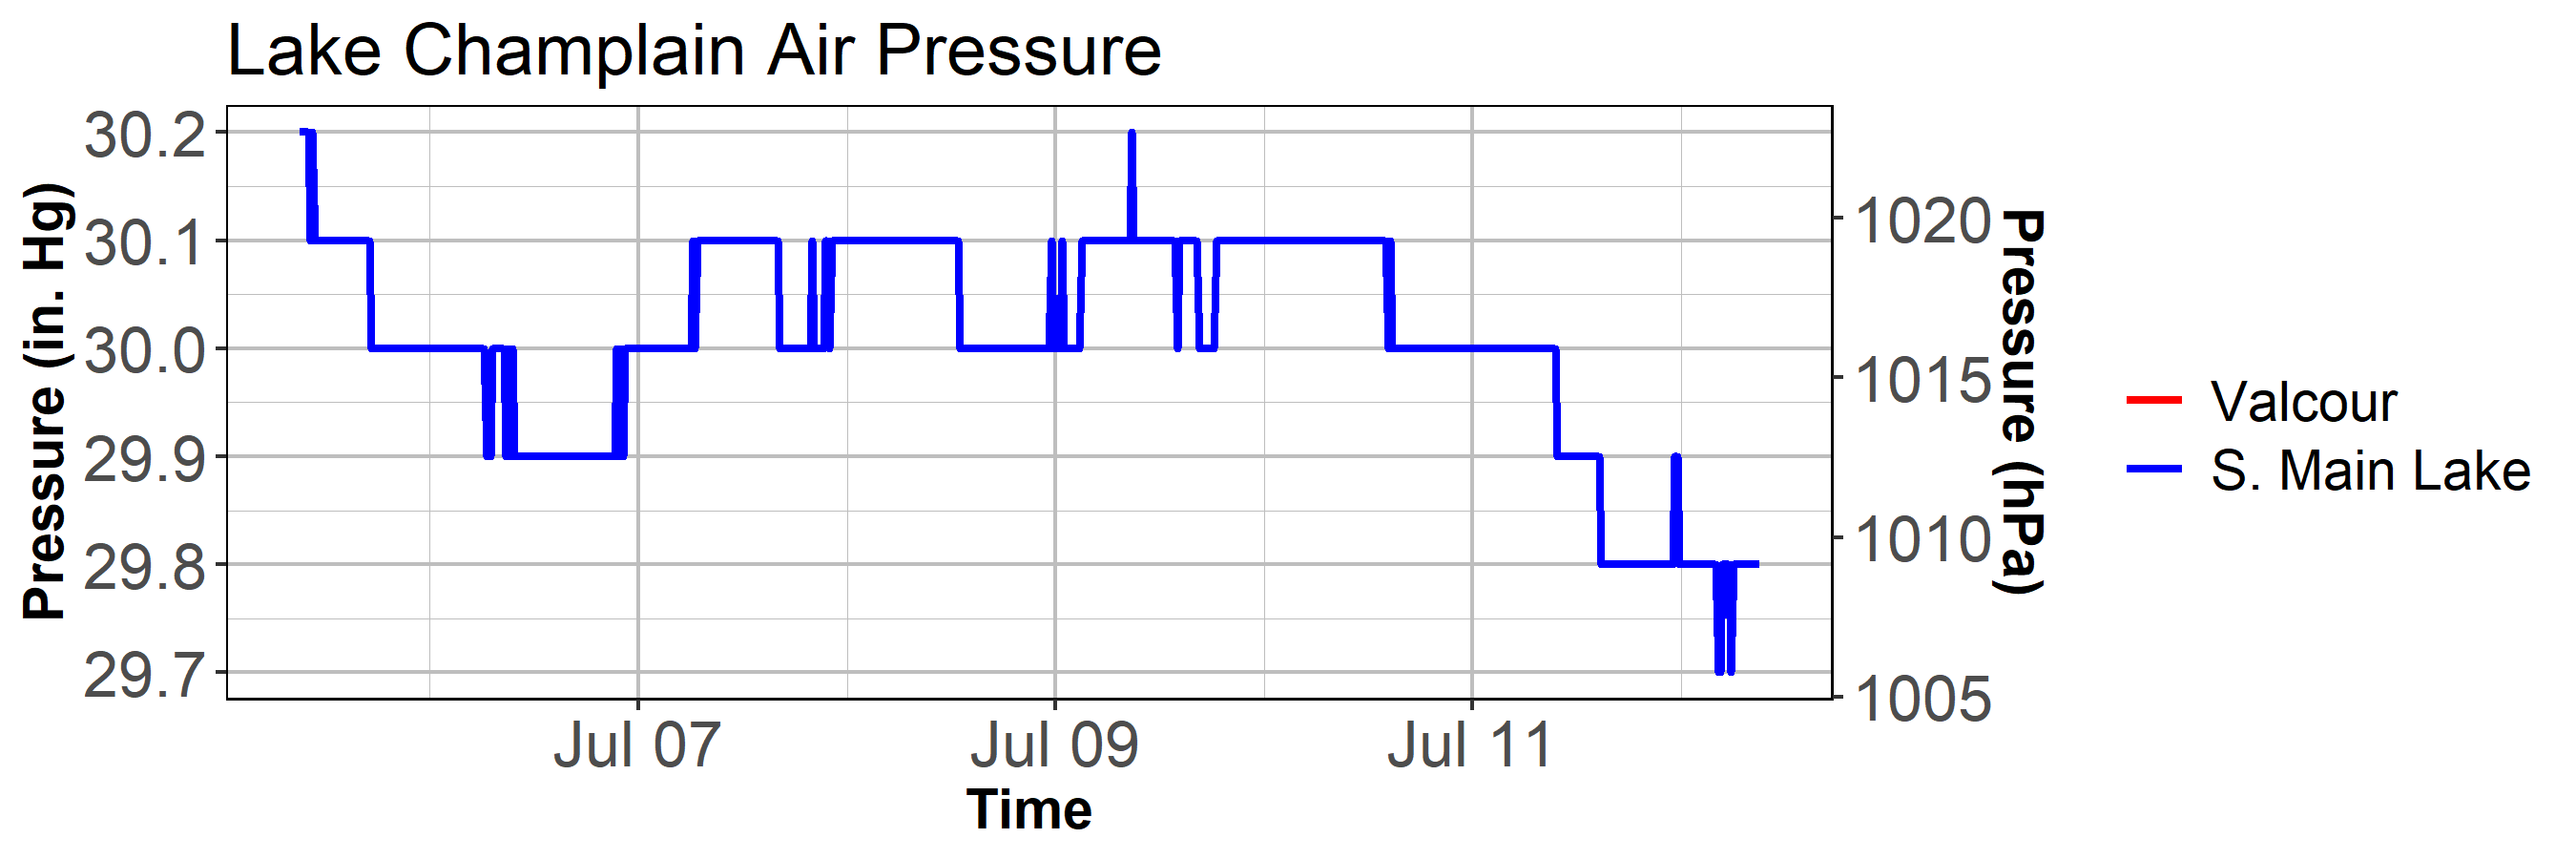 Lake Champlain Air Pressure
Pressure (in. Hg)
30.2
30.1
30.0
29.9
29.8
29.7
1020
1015
1010
1005
Pressure (hPa)
Jul 07 Jul 09 Jul 11
Time
Valcour
S. Main Lake